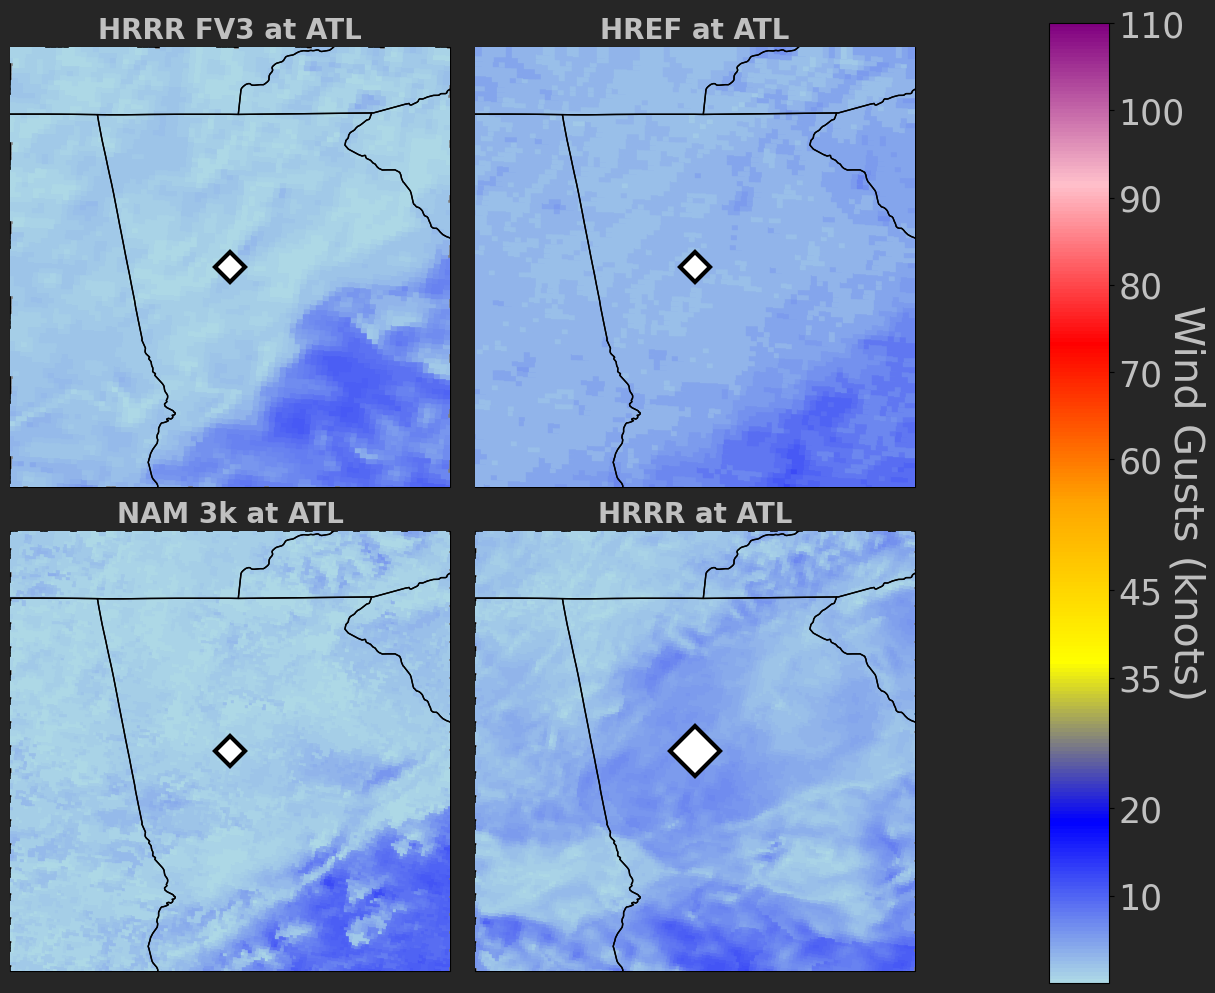 HRRR FV3 at ATL
HREF at ATL
NAM 3k at ATL
HRRR at ATL
110
100
90
80
70
60
45
35
20
10
Wind Gusts (knots)